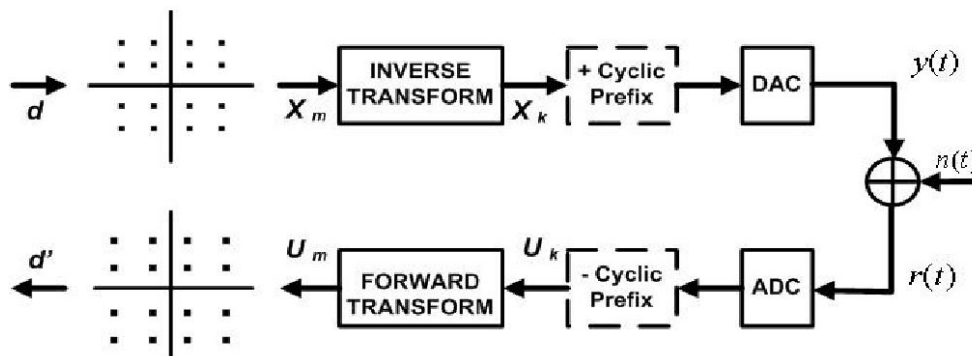 d
X m
INVERSE
TRANSFORM
X k
+ Cyclic
Prefix
DAC
y(t)
n(t)
d'
U m
FORWARD
TRANSFORM
U k
- Cyclic
Prefix
ADC
r(t)